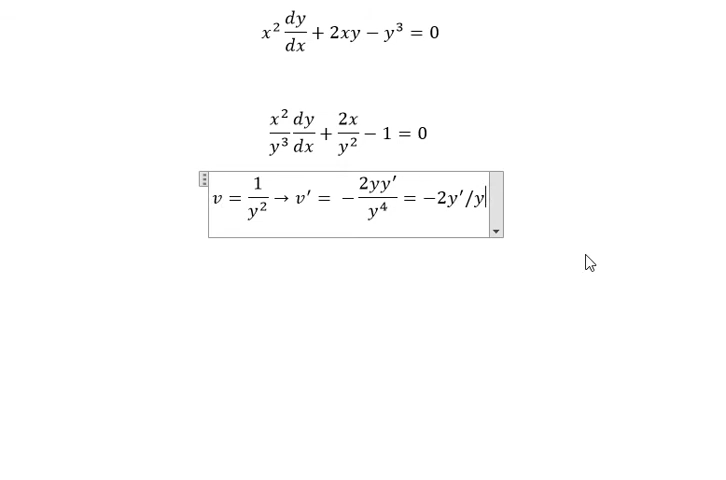 x² dy/dx + 2xy − y³ = 0
x²/y³ dy/dx + 2x/y² − 1 = 0
v = 1/y² → v′ = − 2yy′/y⁴ = −2y′/y